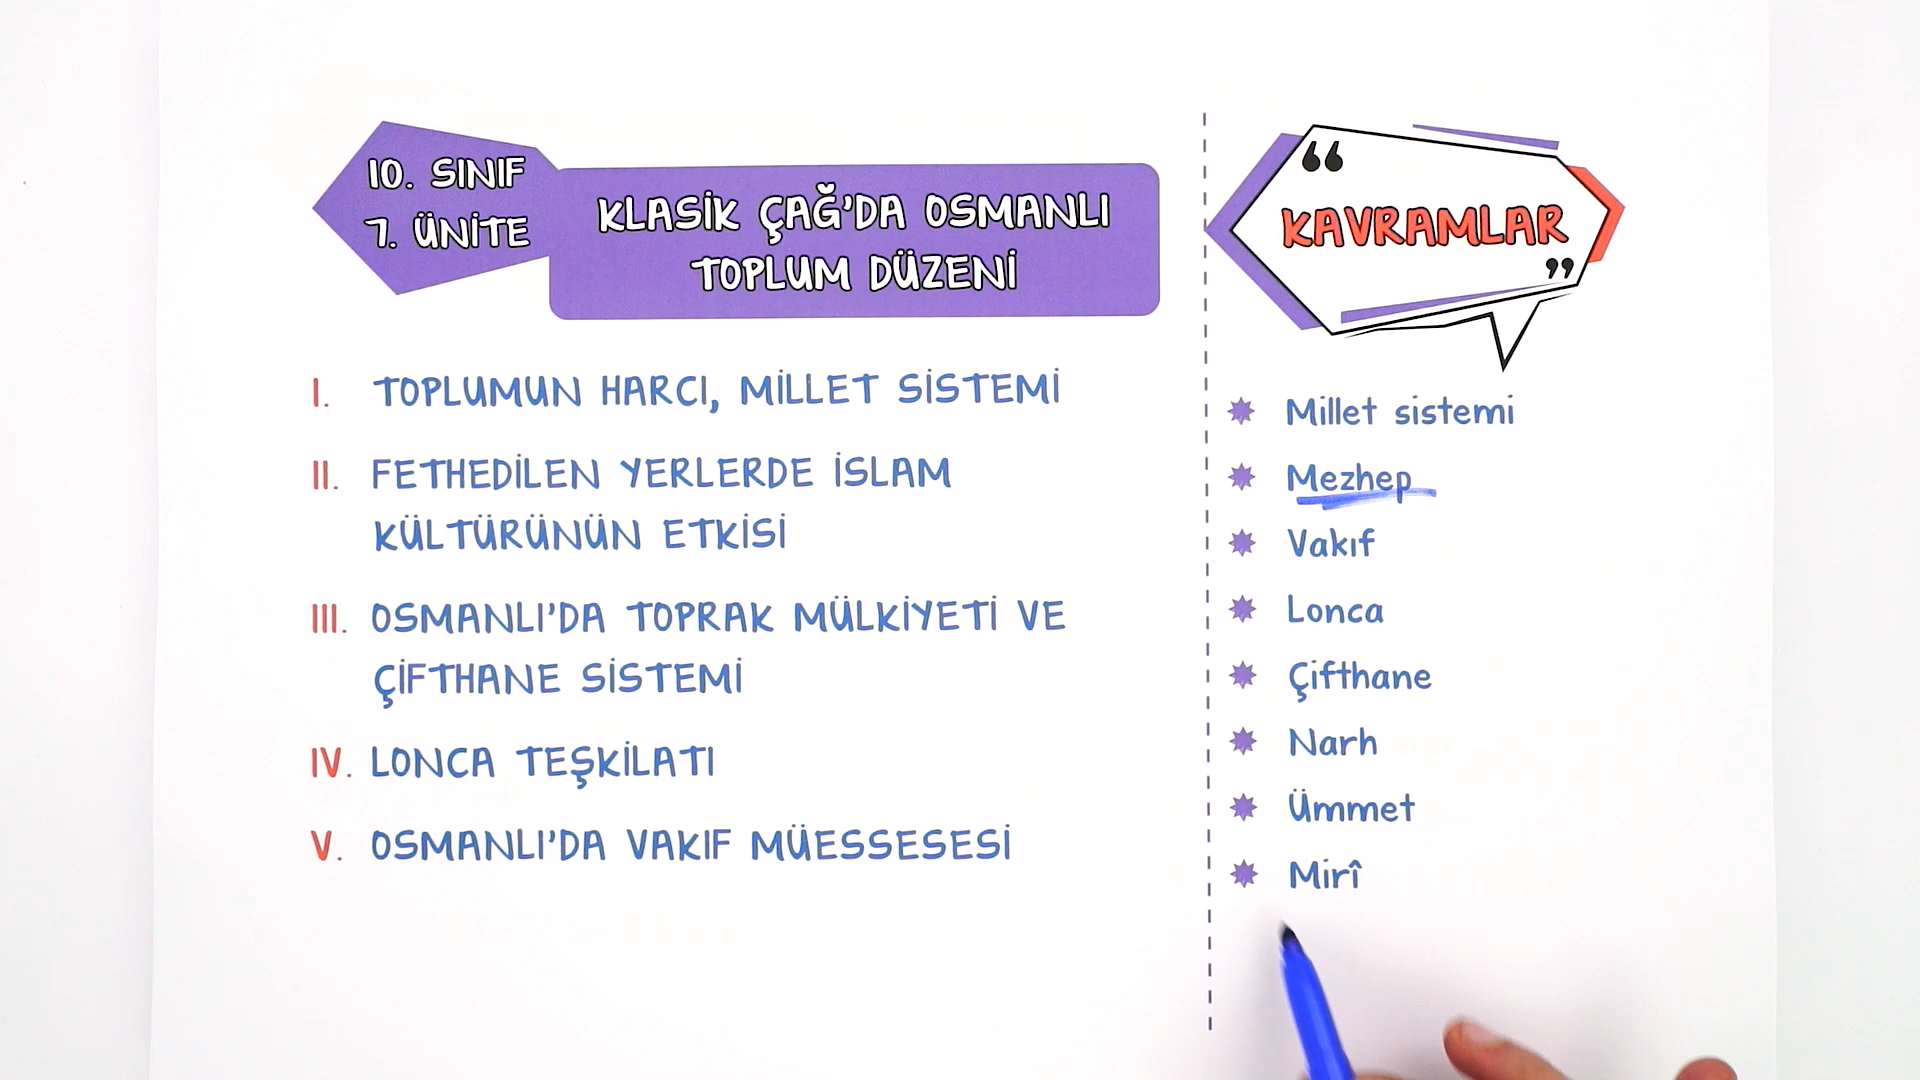 10. SINIF
7. ÜNİTE
KLASİK ÇAĞ'DA OSMANLI
TOPLUM DÜZENİ
I. TOPLUMUN HARCI, MİLLET SİSTEMİ
II. FETHEDİLEN YERLERDE İSLAM
KÜLTÜRÜNÜN ETKİSİ
III. OSMANLI'DA TOPRAK MÜLKİYETİ VE
ÇİFTHANE SİSTEMİ
IV. LONCA TEŞKİLATI
V. OSMANLI'DA VAKIF MÜESSESESİ
“
KAVRAMLAR
”
Millet sistemi
Mezhep
Vakıf
Lonca
Çifthane
Narh
Ümmet
Mirî